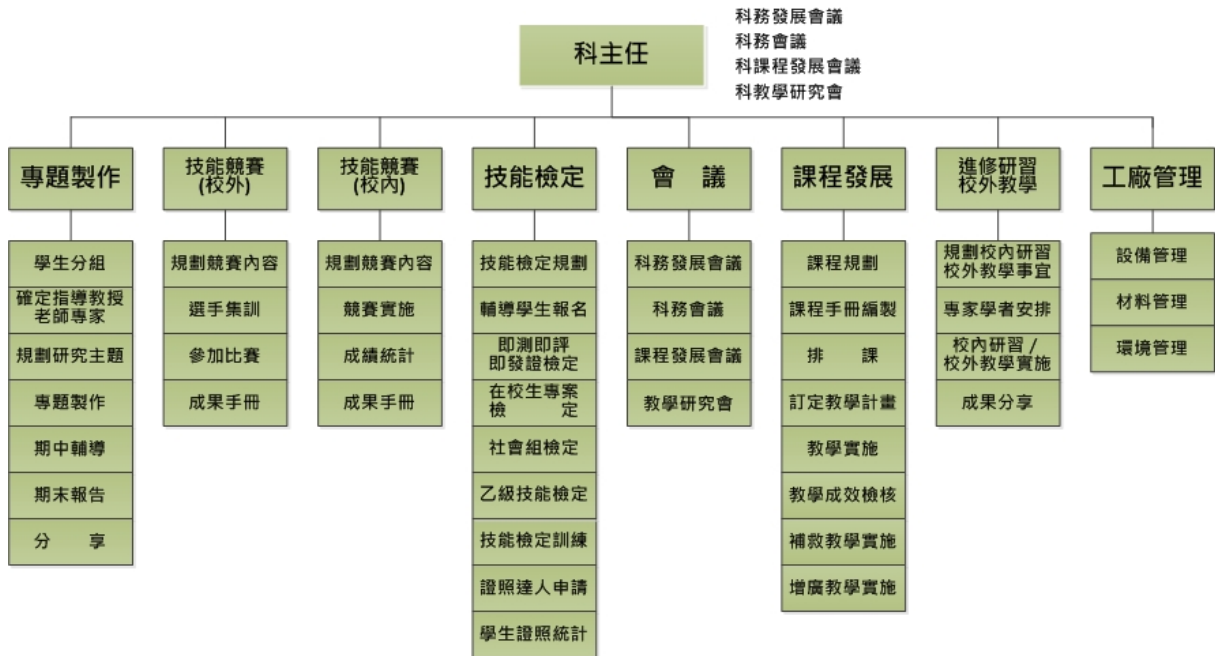 科主任
科務發展會議
科務會議
科課程發展會議
科教學研究會
專題製作
學生分組
確定指導教授
老師專家
規劃研究主題
專題製作
期中輔導
期末報告
分 享
技能競賽
(校外)
規劃競賽內容
選手集訓
參加比賽
成果手冊
技能競賽
(校內)
規劃競賽內容
競賽實施
成績統計
成果手冊
技能檢定
技能檢定規劃
輔導學生報名
即測即評
即發證檢定
在校生專案
檢 定
社會組檢定
乙級技能檢定
技能檢定訓練
證照達人申請
學生證照統計
會 議
科務發展會議
科務會議
課程發展會議
教學研究會
課程發展
課程規劃
課程手冊編製
排 課
訂定教學計畫
教學實施
教學成效檢核
補救教學實施
增廣教學實施
進修研習
校外教學
規劃校內研習
校外教學事宜
專家學者安排
校內研習 /
校外教學實施
成果分享
工廠管理
設備管理
材料管理
環境管理